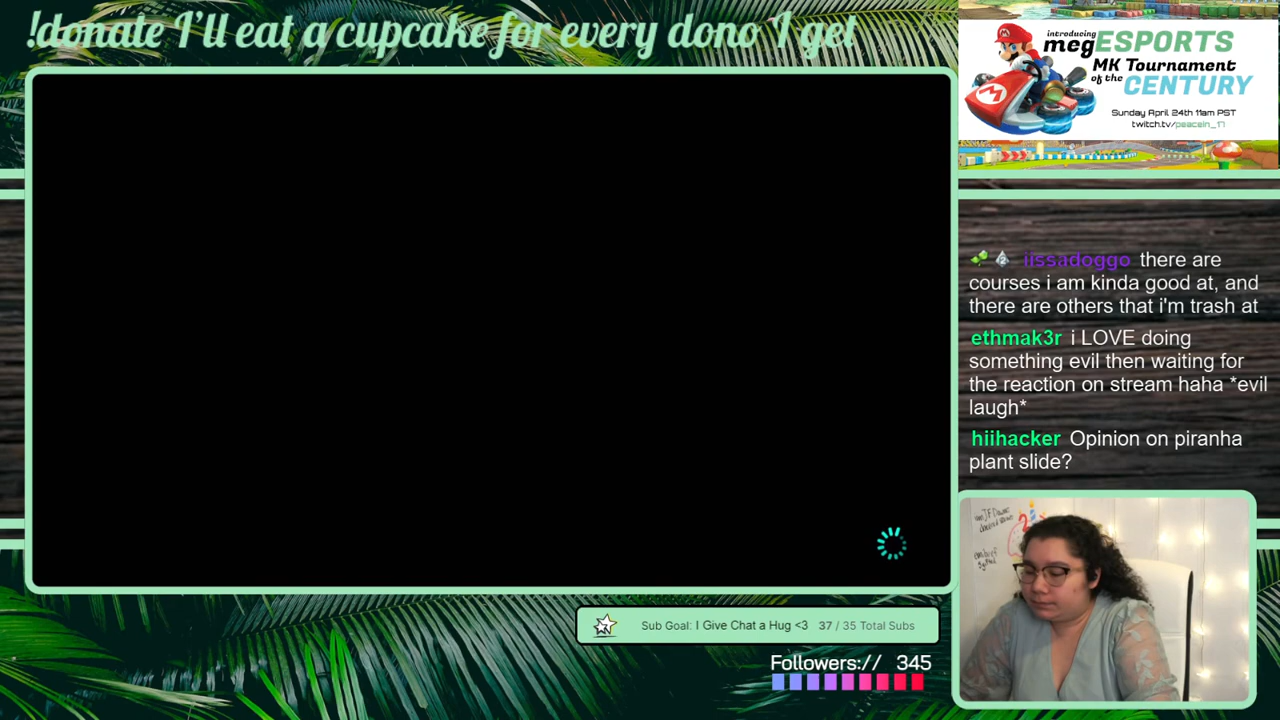 !donate I'll eat a cupcake for every dono I get
introducing
megESPORTS
MK Tournament
of the CENTURY
Sunday April 24th 11am PST
twitch.tv/peacein_17
iissadoggo there are
courses i am kinda good at, and
there are others that i'm trash at
ethmak3r i LOVE doing
something evil then waiting for
the reaction on stream haha *evil
laugh*
hiihacker Opinion on piranha
plant slide?
Sub Goal: I Give Chat a Hug <3 37 / 35 Total Subs
Followers:// 345